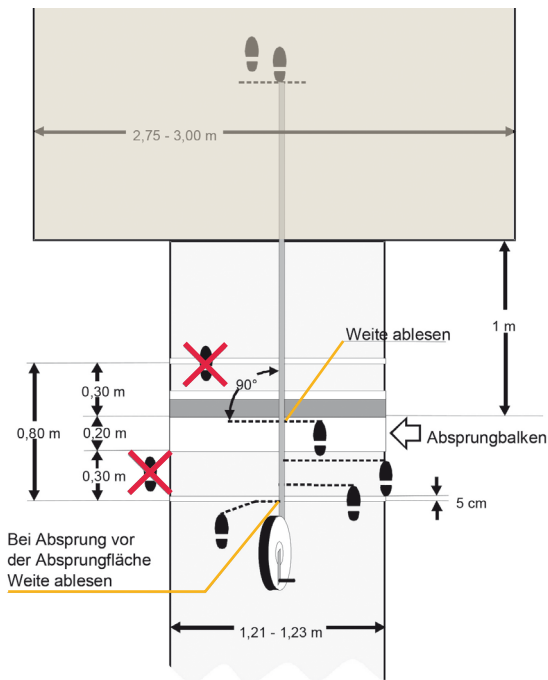 2,75 - 3,00 m
1 m
Weite ablesen
90°
0,30 m
0,80 m
0,20 m
Absprungbalken
0,30 m
5 cm
Bei Absprung vor
der Absprungfläche
Weite ablesen
1,21 - 1,23 m